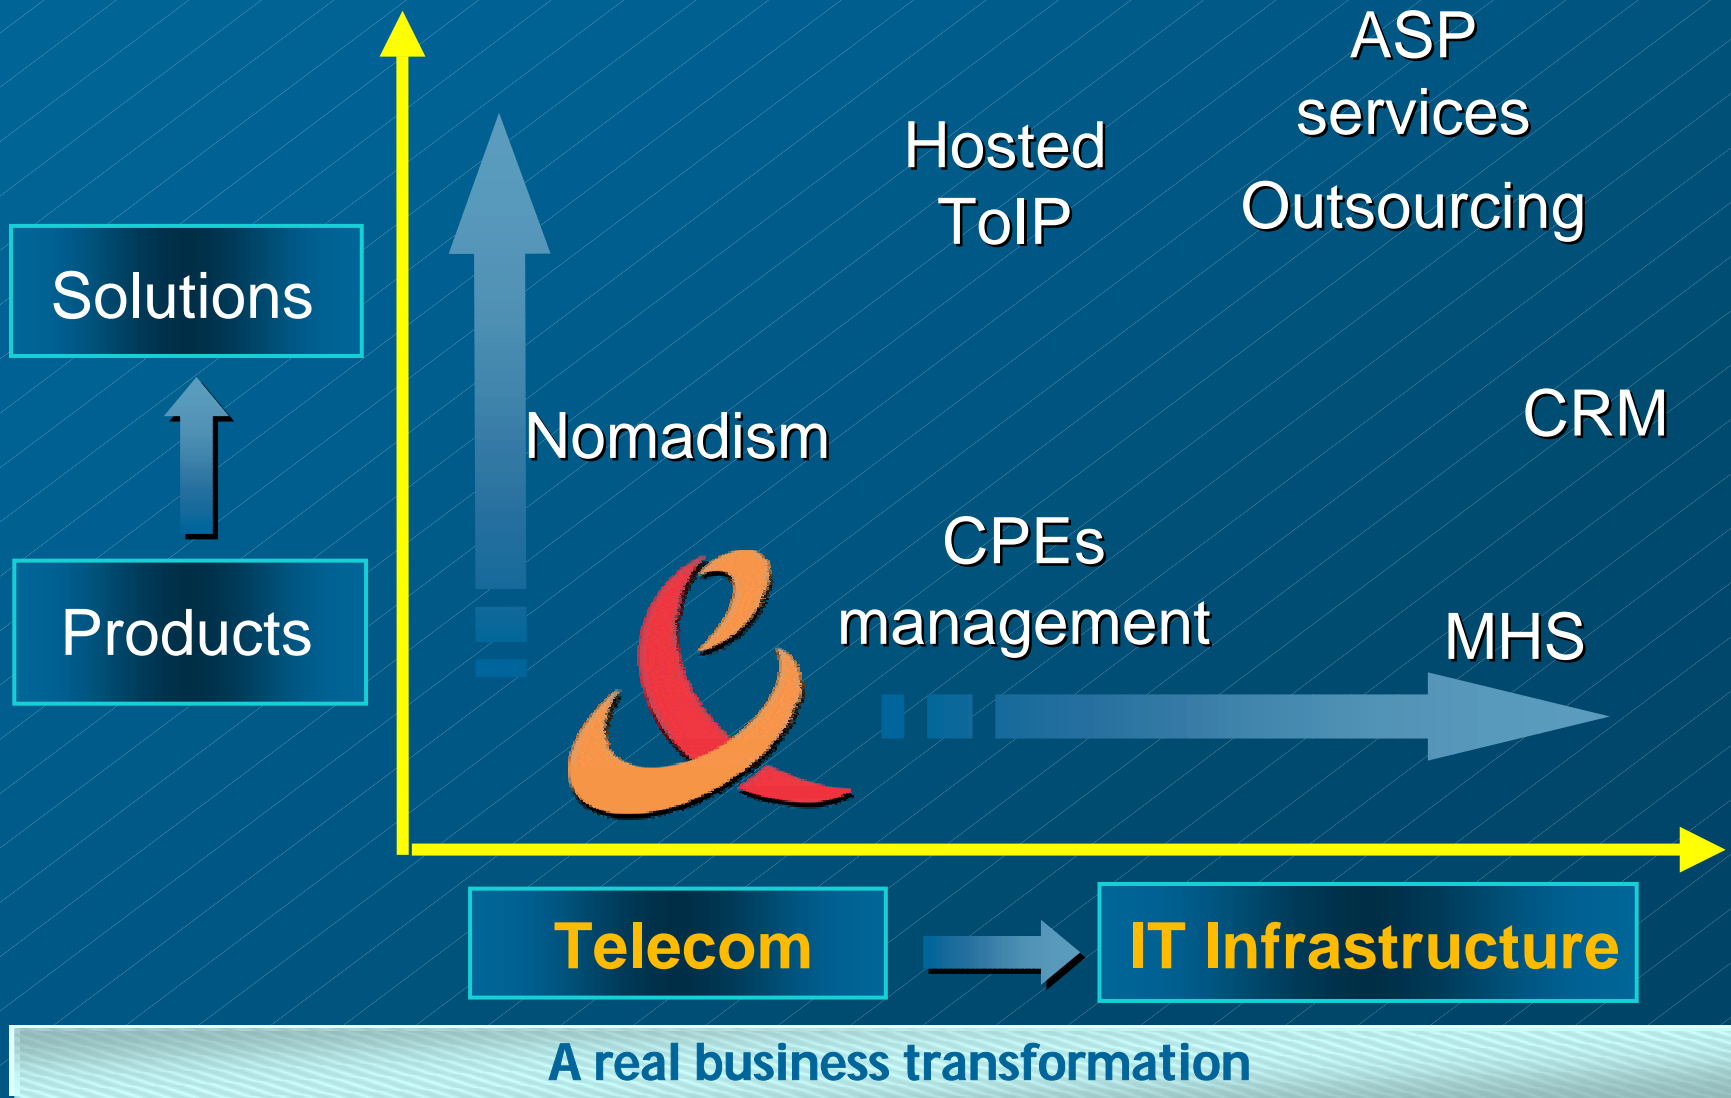 ASP
services
Outsourcing
Hosted
ToIP
Solutions
CRM
Nomadism
CPEs
management
Products
MHS
Telecom
IT Infrastructure
A real business transformation